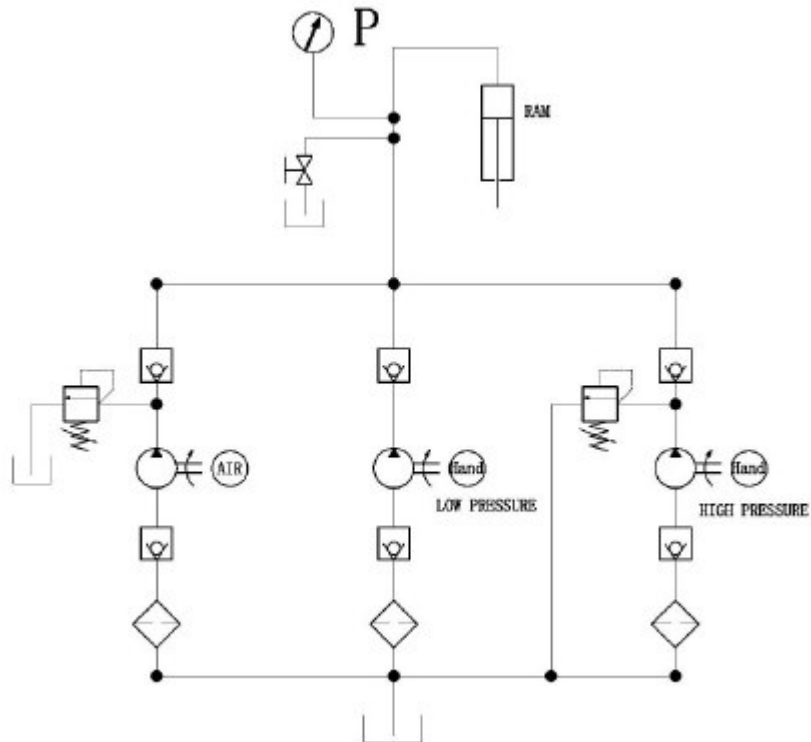 P
RAM
AIR
Hand
Hand
LOW PRESSURE
HIGH PRESSURE